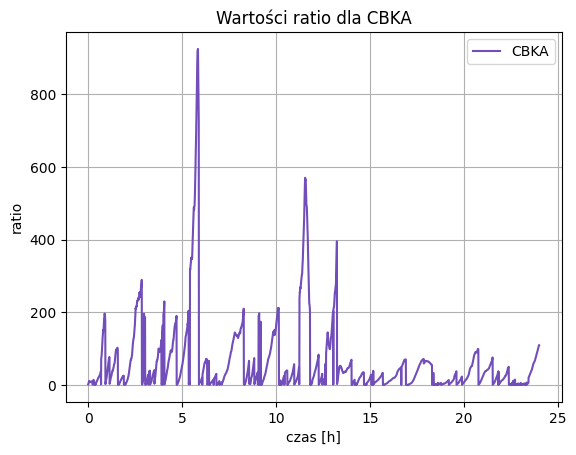 Wartości ratio dla CBKA
CBKA
ratio
800
600
400
200
0
0 5 10 15 20 25
czas [h]